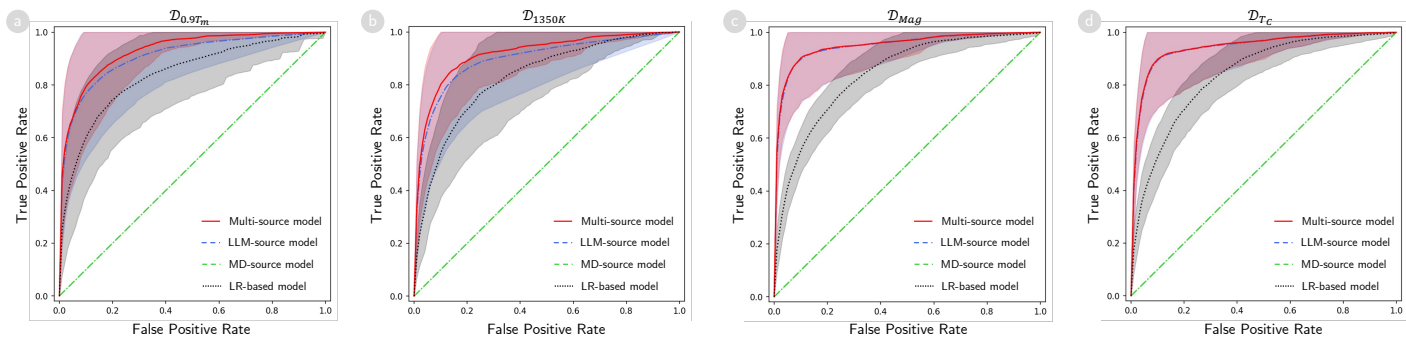 a
𝒟0.9Tm
True Positive Rate
1.0
0.8
0.6
0.4
0.2
0.0
0.0 0.2 0.4 0.6 0.8 1.0
False Positive Rate
Multi-source model
LLM-source model
MD-source model
LR-based model
b
𝒟1350K
True Positive Rate
1.0
0.8
0.6
0.4
0.2
0.0
0.0 0.2 0.4 0.6 0.8 1.0
False Positive Rate
Multi-source model
LLM-source model
MD-source model
LR-based model
c
𝒟Mag
True Positive Rate
1.0
0.8
0.6
0.4
0.2
0.0
0.0 0.2 0.4 0.6 0.8 1.0
False Positive Rate
Multi-source model
LLM-source model
MD-source model
LR-based model
d
𝒟TC
True Positive Rate
1.0
0.8
0.6
0.4
0.2
0.0
0.0 0.2 0.4 0.6 0.8 1.0
False Positive Rate
Multi-source model
LLM-source model
MD-source model
LR-based model